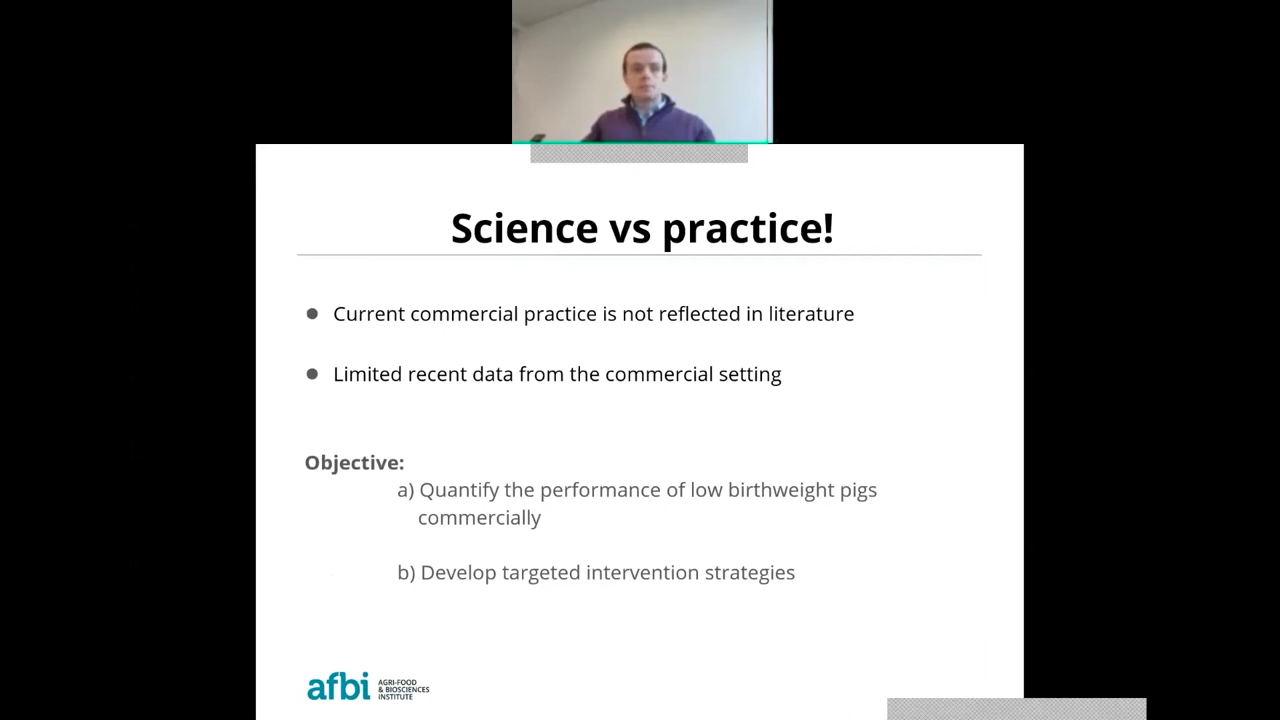 Science vs practice!
● Current commercial practice is not reflected in literature
● Limited recent data from the commercial setting
Objective:
a) Quantify the performance of low birthweight pigs
commercially
b) Develop targeted intervention strategies
afbi
AGRI-FOOD
& BIOSCIENCES
INSTITUTE